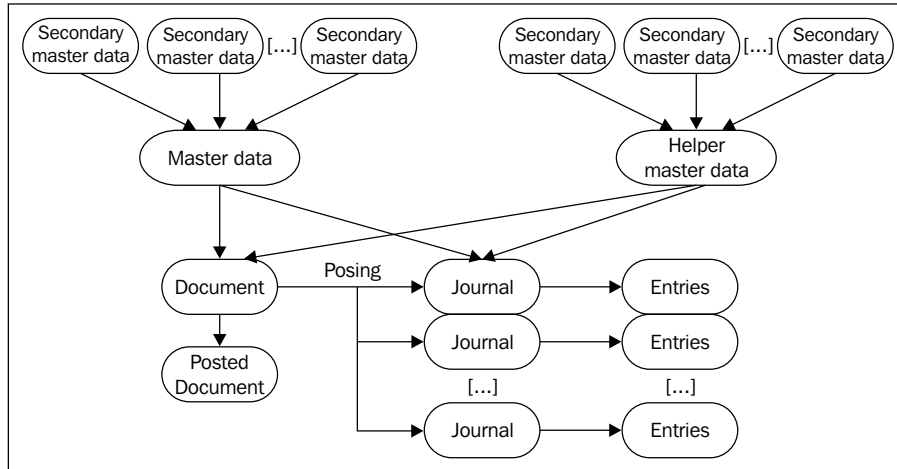 Secondary
master data
Secondary
master data
[...]
Secondary
master data
Secondary
master data
Secondary
master data
[...]
Secondary
master data
Master data
Helper
master data
Document
Posing
Journal
Entries
Journal
Entries
Posted
Document
[...]
[...]
Journal
Entries